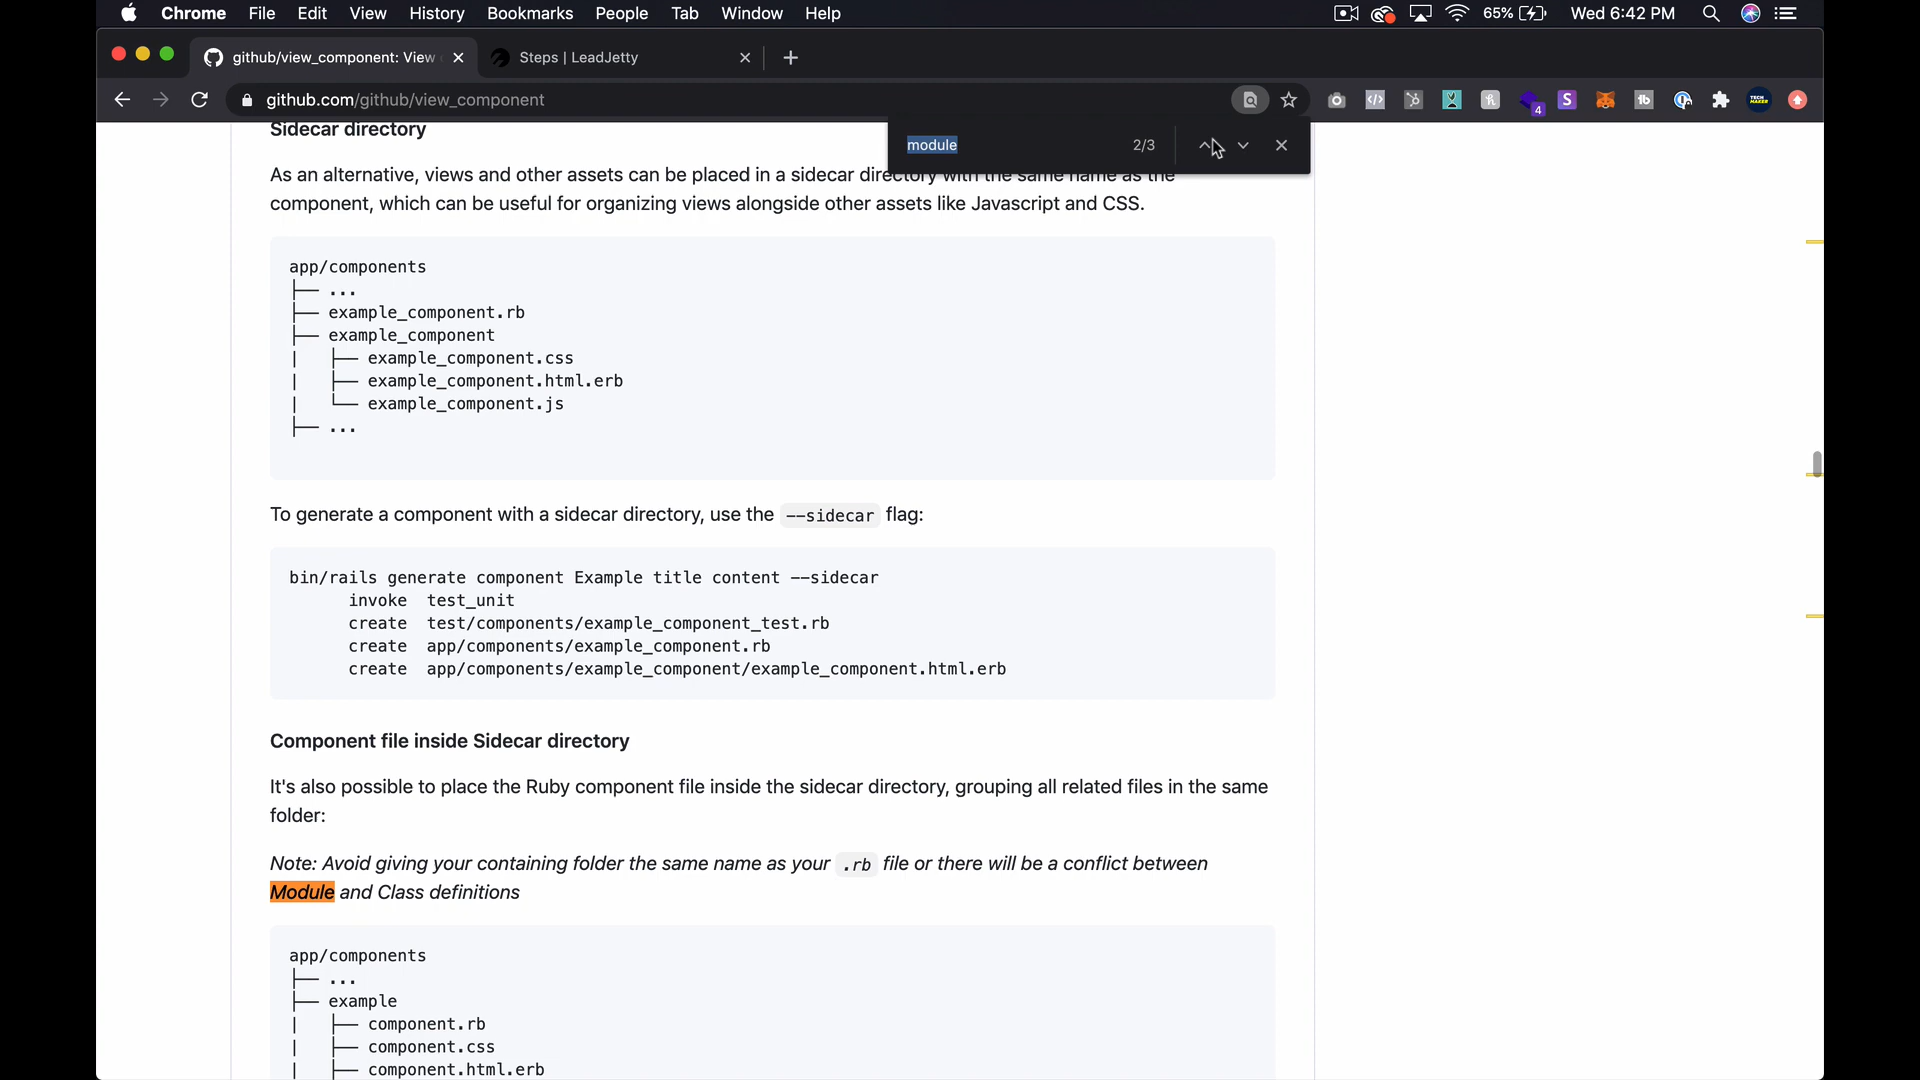 Chrome File Edit View History Bookmarks People Tab Window Help 65% Wed 6:42 PM
github/view_component: View Steps | LeadJetty
github.com/github/view_component
4
TECH MAKER
module 2/3
Sidecar directory
As an alternative, views and other assets can be placed in a sidecar directory with the same name as the
component, which can be useful for organizing views alongside other assets like Javascript and CSS.
app/components
├── ...
├── example_component.rb
├── example_component
|   ├── example_component.css
|   ├── example_component.html.erb
|   └── example_component.js
├── ...
To generate a component with a sidecar directory, use the --sidecar flag:
bin/rails generate component Example title content --sidecar
invoke  test_unit
create  test/components/example_component_test.rb
create  app/components/example_component.rb
create  app/components/example_component/example_component.html.erb
Component file inside Sidecar directory
It's also possible to place the Ruby component file inside the sidecar directory, grouping all related files in the same
folder:
Note: Avoid giving your containing folder the same name as your .rb file or there will be a conflict between
Module and Class definitions
app/components
├── ...
├── example
|   ├── component.rb
|   ├── component.css
|   ├── component.html.erb